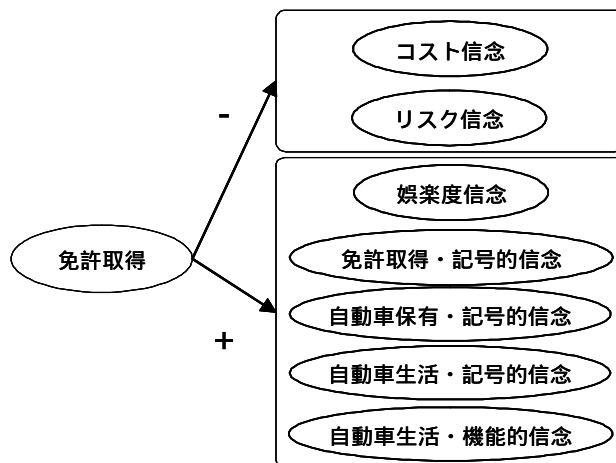 コスト信念
リスク信念
-
娯楽度信念
免許取得
免許取得・記号的信念
自動車保有・記号的信念
+
自動車生活・記号的信念
自動車生活・機能的信念